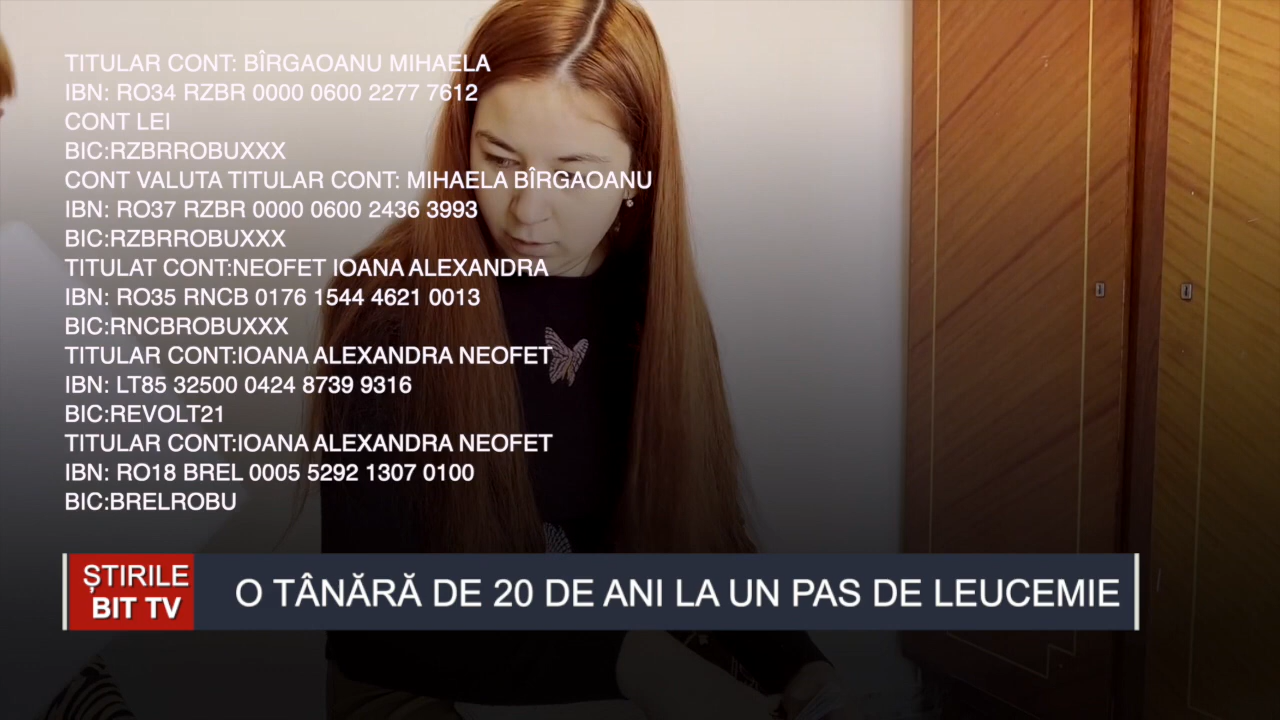 TITULAR CONT: BÎRGAOANU MIHAELA
IBN: RO34 RZBR 0000 0600 2277 7612
CONT LEI
BIC:RZBRROBUXXX
CONT VALUTA TITULAR CONT: MIHAELA BÎRGAOANU
IBN: RO37 RZBR 0000 0600 2436 3993
BIC:RZBRROBUXXX
TITULAT CONT:NEOFET IOANA ALEXANDRA
IBN: RO35 RNCB 0176 1544 4621 0013
BIC:RNCBROBUXXX
TITULAR CONT:IOANA ALEXANDRA NEOFET
IBN: LT85 32500 0424 8739 9316
BIC:REVOLT21
TITULAR CONT:IOANA ALEXANDRA NEOFET
IBN: RO18 BREL 0005 5292 1307 0100
BIC:BRELROBU
ȘTIRILE
BIT TV
O TÂNĂRĂ DE 20 DE ANI LA UN PAS DE LEUCEMIE